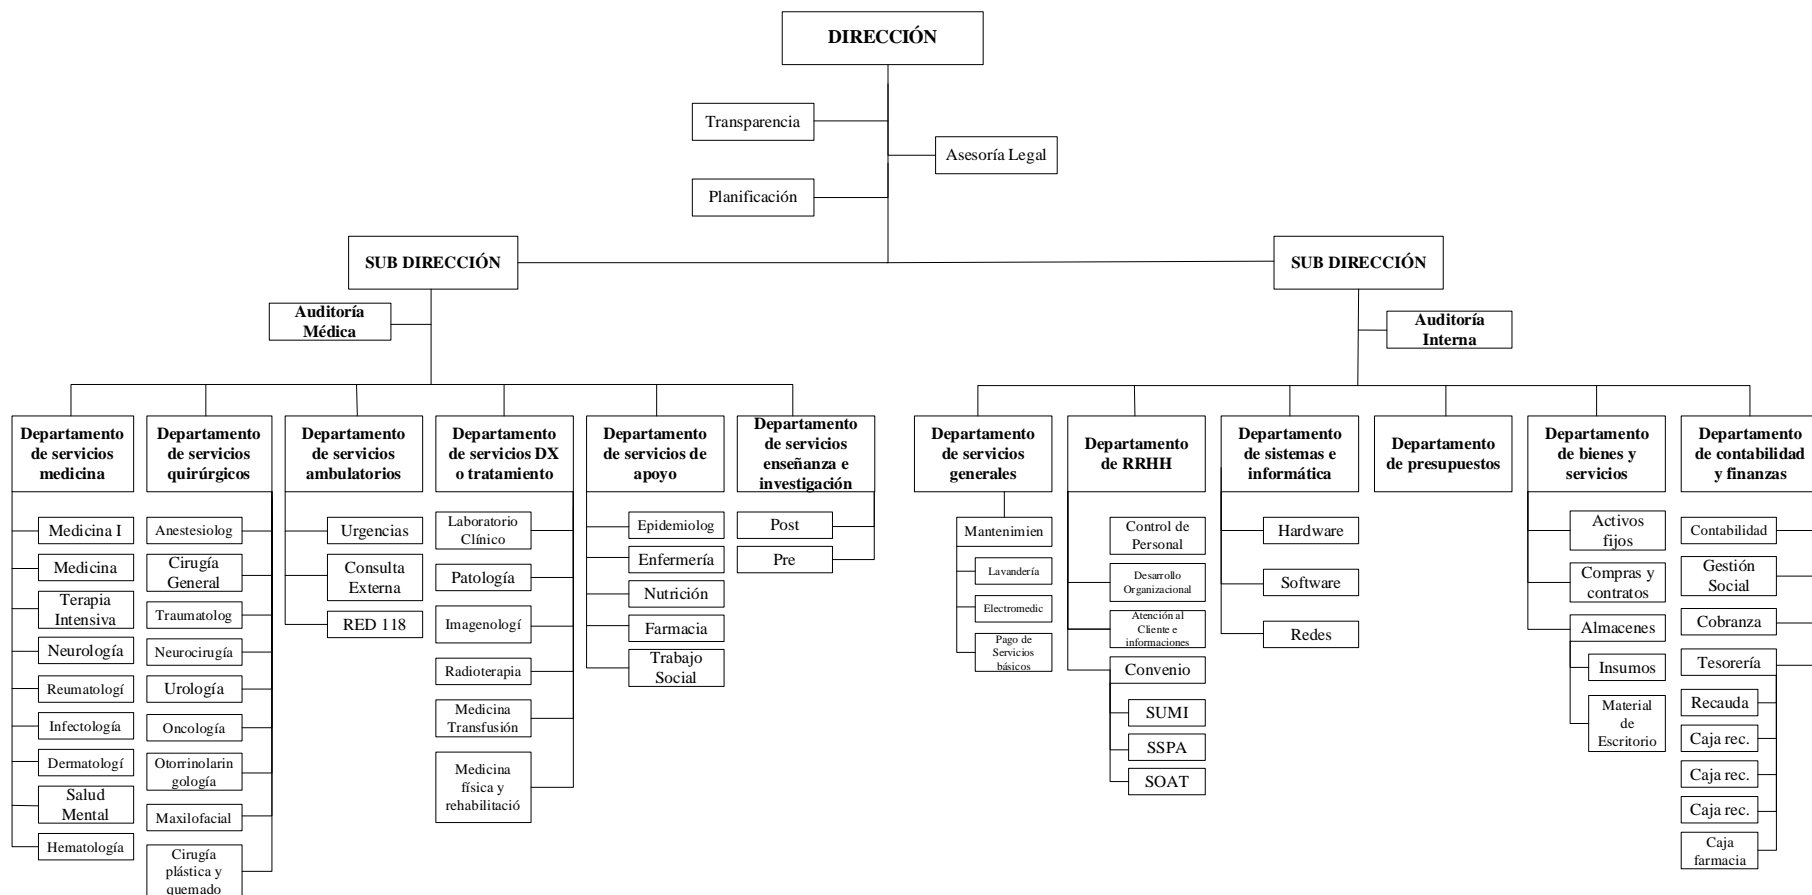 DIRECCIÓN
Transparencia
Asesoría Legal
Planificación
SUB DIRECCIÓN
SUB DIRECCIÓN
Auditoría
Médica
Auditoría
Interna
Departamento
de servicios
medicina
Departamento
de servicios
quirúrgicos
Departamento
de servicios
ambulatorios
Departamento
de servicios DX
o tratamiento
Departamento
de servicios de
apoyo
Departamento
de servicios
enseñanza e
investigación
Departamento
de servicios
generales
Departamento
de RRHH
Departamento
de sistemas e
informática
Departamento
de presupuestos
Departamento
de bienes y
servicios
Departamento
de contabilidad
y finanzas
Medicina I
Medicina
Terapia
Intensiva
Neurología
Reumatologí
Infectología
Dermatologí
Salud
Mental
Hematología
Anestesiolog
Cirugía
General
Traumatolog
Neurocirugía
Urología
Oncología
Otorrinolarin
gología
Maxilofacial
Cirugía
plástica y
quemado
Urgencias
Consulta
Externa
RED 118
Laboratorio
Clínico
Patología
Imagenologí
Radioterapia
Medicina
Transfusión
Medicina
física y
rehabilitació
Epidemiolog
Enfermería
Nutrición
Farmacia
Trabajo
Social
Post
Pre
Mantenimien
Lavandería
Electromedic
Pago de
Servicios
básicos
Control de
Personal
Desarrollo
Organizacional
Atención al
Cliente e
informaciones
Convenio
SUMI
SSPA
SOAT
Hardware
Software
Redes
Activos
fijos
Compras y
contratos
Almacenes
Insumos
Material
de
Escritorio
Contabilidad
Gestión
Social
Cobranza
Tesorería
Recauda
Caja rec.
Caja rec.
Caja rec.
Caja
farmacia